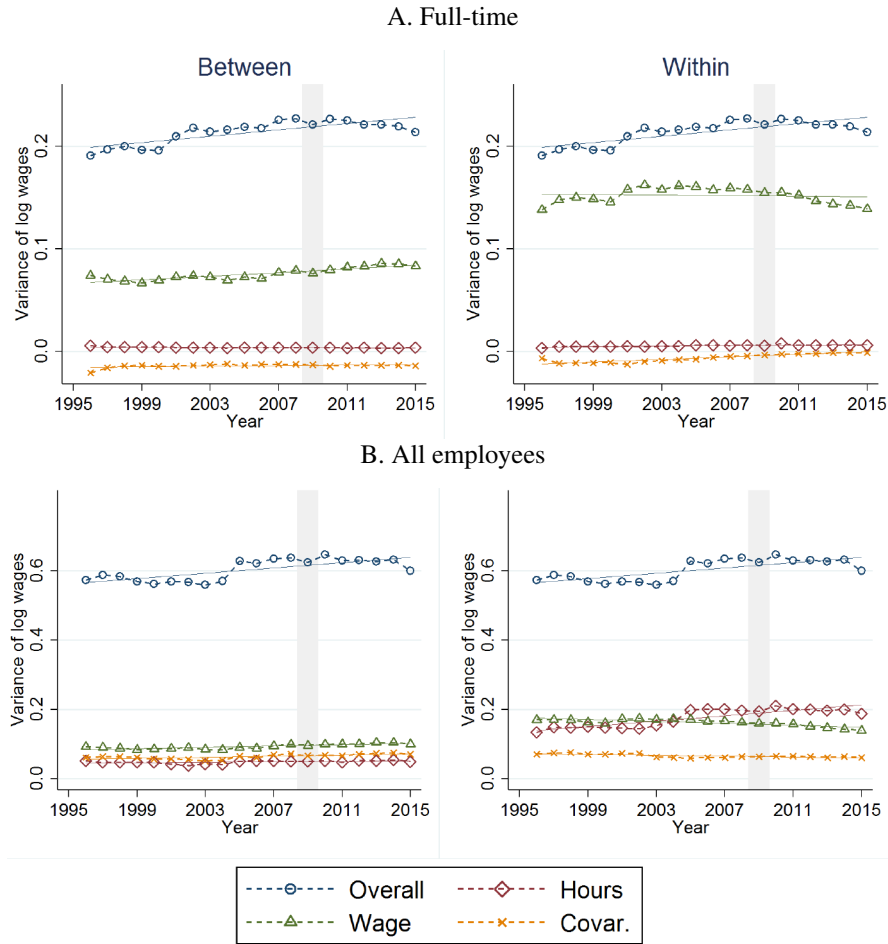 A. Full-time
Between
Within
Variance of log wages
0.0
0.1
0.2
1995 1999 2003 2007 2011 2015
Year
Variance of log wages
0.0
0.1
0.2
1995 1999 2003 2007 2011 2015
Year
B. All employees
Variance of log wages
0.0
0.2
0.4
0.6
1995 1999 2003 2007 2011 2015
Year
Variance of log wages
0.0
0.2
0.4
0.6
1995 1999 2003 2007 2011 2015
Year
Overall Hours
Wage Covar.